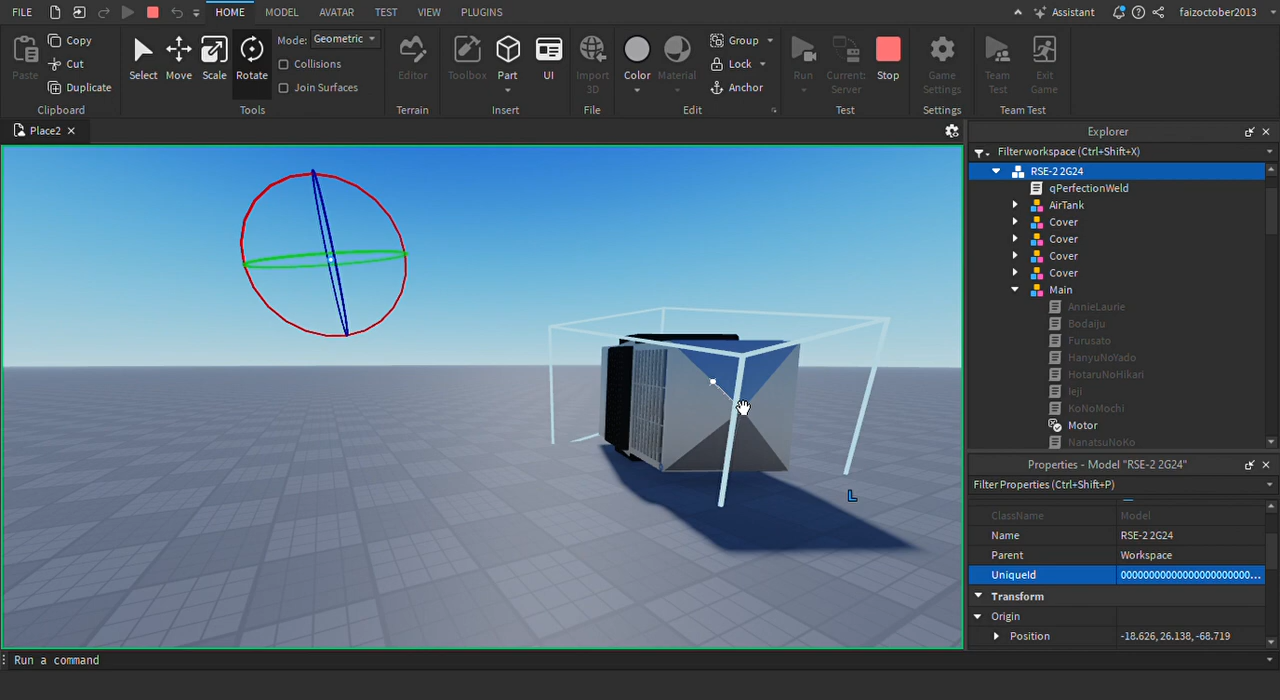 FILE
HOME
MODEL
AVATAR
TEST
VIEW
PLUGINS
Assistant
faizoctober2013
Paste
Copy
Cut
Duplicate
Clipboard
Select
Move
Scale
Rotate
Mode: Geometric
Collisions
Join Surfaces
Tools
Editor
Terrain
Toolbox
Part
UI
Insert
Import
3D
File
Color
Material
Group
Lock
Anchor
Edit
Run
Current:
Server
Stop
Test
Game
Settings
Settings
Team
Test
Exit
Game
Team Test
Place2
L
Explorer
Filter workspace (Ctrl+Shift+X)
RSE-2 2G24
qPerfectionWeld
AirTank
Cover
Cover
Cover
Cover
Main
AnnieLaurie
Bodaiju
Furusato
HanyuNoYado
HotaruNoHikari
Ieji
KoNoMochi
Motor
NanatsuNoKo
Properties - Model "RSE-2 2G24"
Filter Properties (Ctrl+Shift+P)
ClassName Model
Name RSE-2 2G24
Parent Workspace
UniqueId 00000000000000000000000...
Transform
Origin
Position -18.626, 26.138, -68.719
Run a command